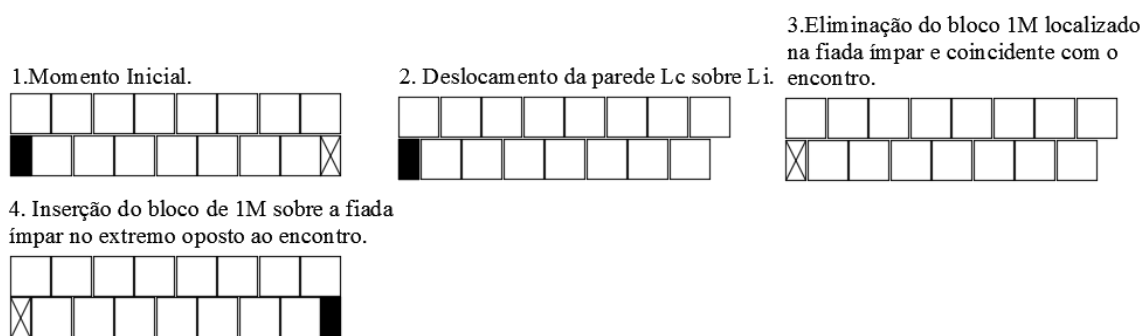 1.Momento Inicial.
2. Deslocamento da parede Lc sobre Li.
3.Eliminação do bloco 1M localizado
na fiada ímpar e coincidente com o
encontro.
4. Inserção do bloco de 1M sobre a fiada
ímpar no extremo oposto ao encontro.